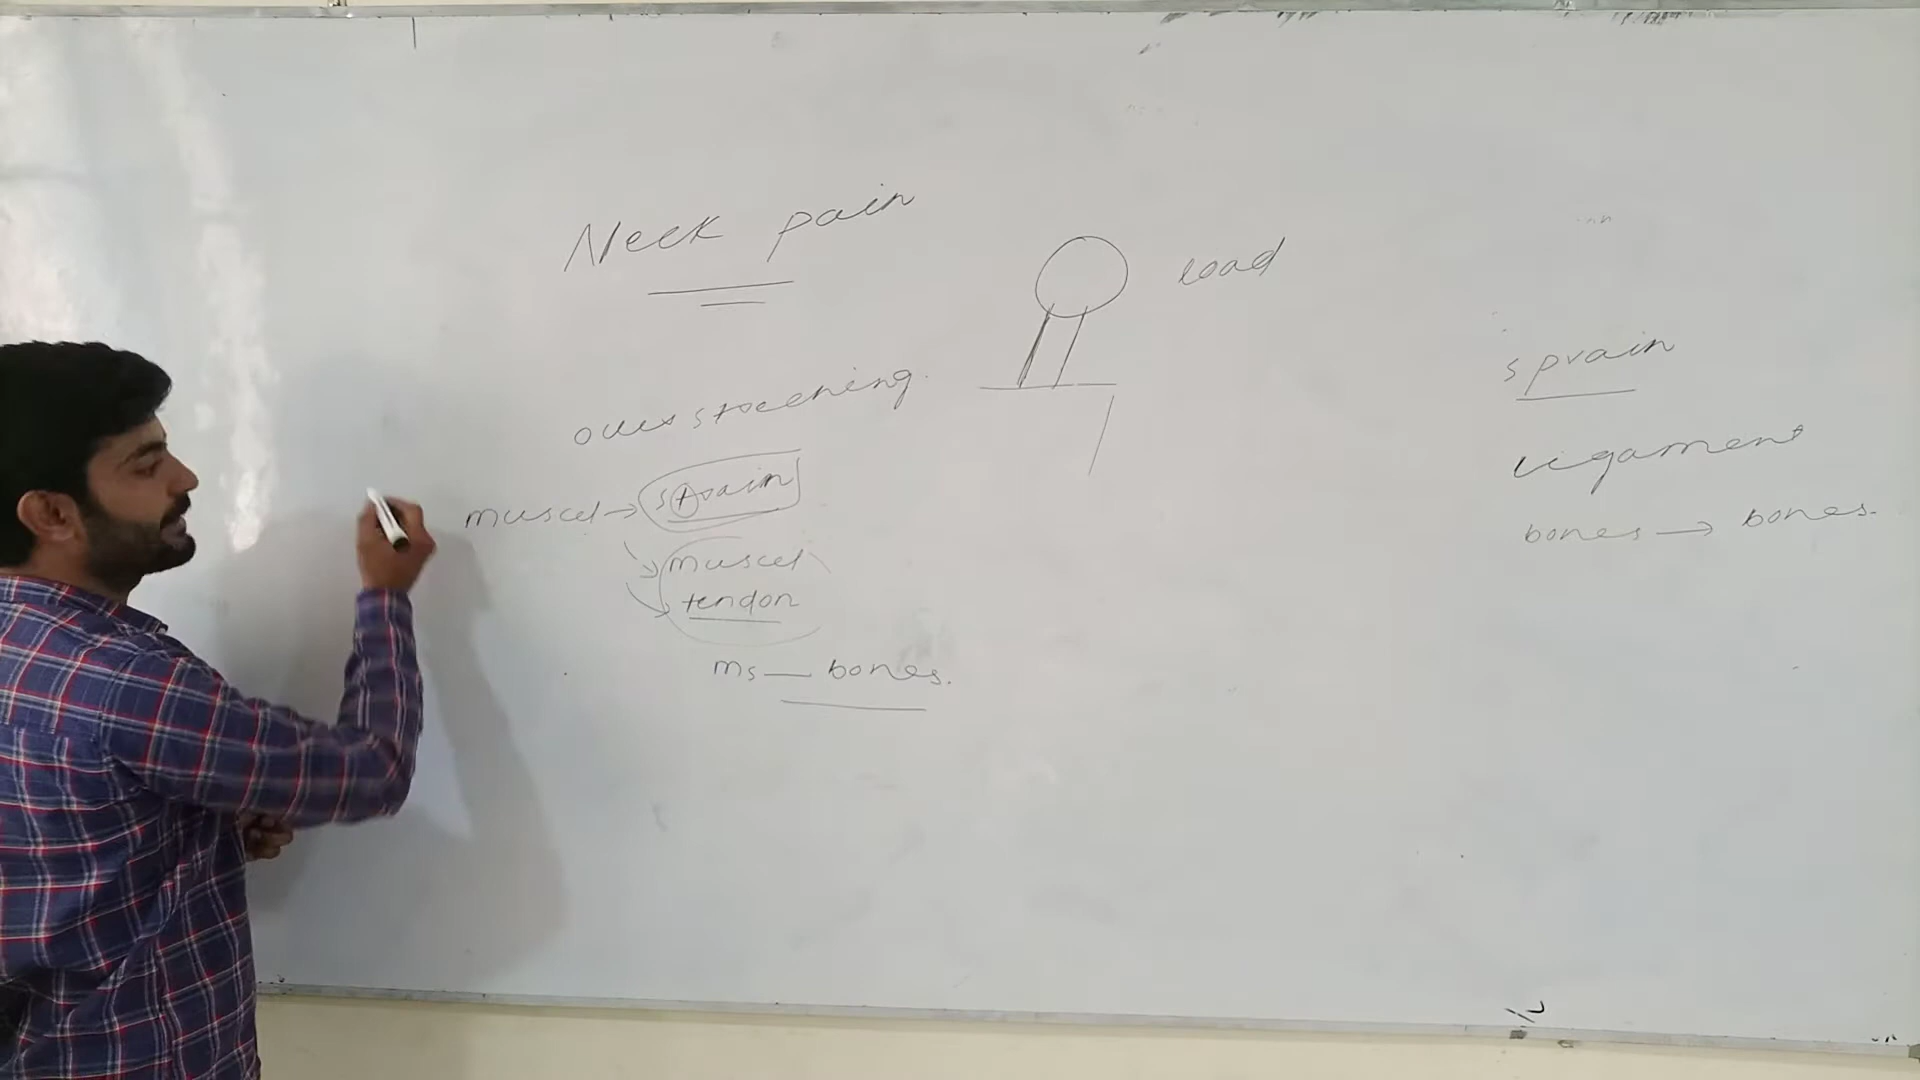 Neck pain
load
overstreching.
muscel → strain
muscel
tendon
ms — bones.
sprain
ligament
bones → bones.